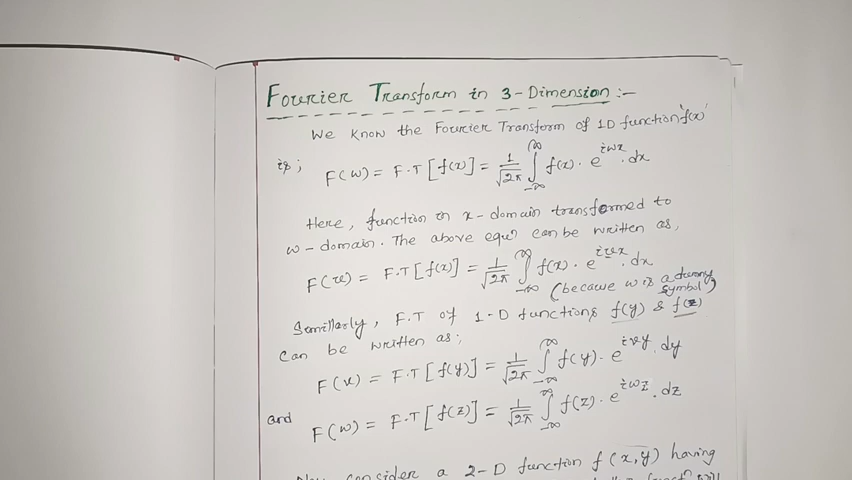 Fourier Transform in 3-Dimension :-
We know the Fourier Transform of 1D function 'f(x)'
is; F(w) = F.T [f(x)] = 1/√2π ∫_{-∞}^{∞} f(x) . e^{iwx} . dx
Here, function in x-domain transformed to
w-domain. The above equn can be written as,
F(u) = F.T [f(x)] = 1/√2π ∫_{-∞}^{∞} f(x) . e^{iux} . dx
(because w is a dummy symbol)
Similarly, F.T of 1-D functions f(y) & f(z)
can be written as;
F(v) = F.T [f(y)] = 1/√2π ∫_{-∞}^{∞} f(y) . e^{ivy} . dy
and F(w) = F.T [f(z)] = 1/√2π ∫_{-∞}^{∞} f(z) . e^{iwz} . dz
Now consider a 2-D function f(x,y) having